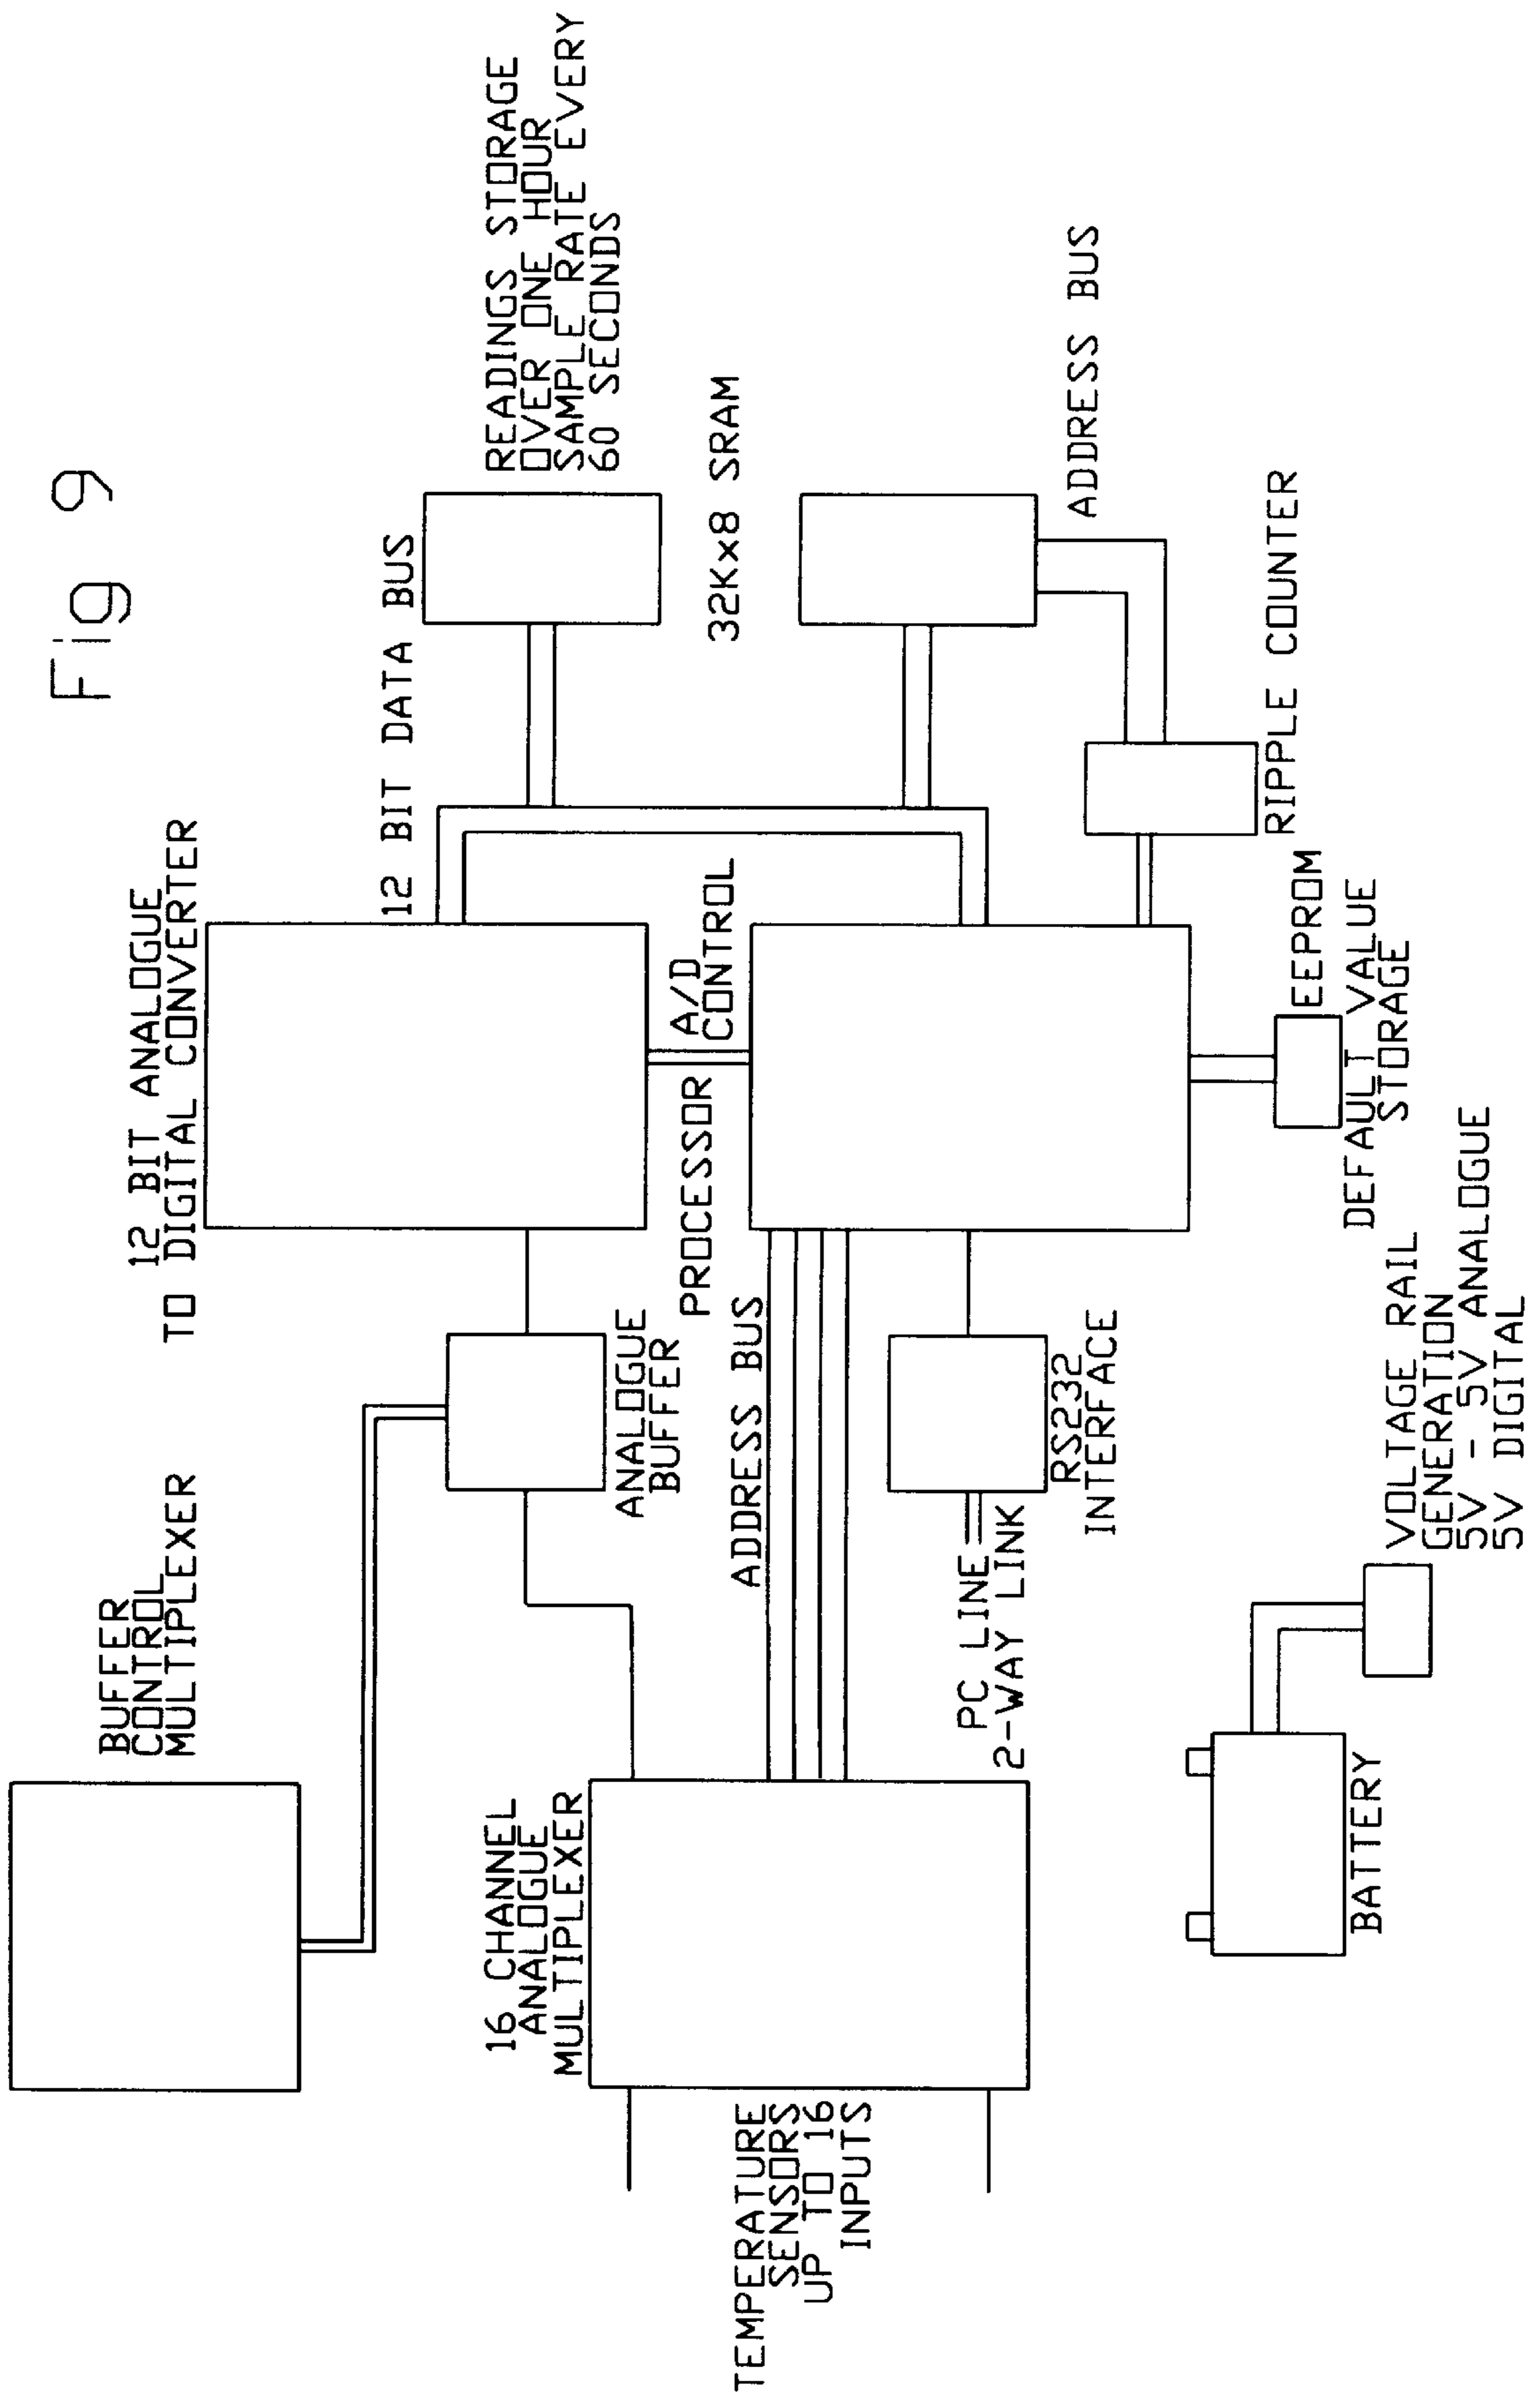 Fig 9
BUFFER
CONTROL
MULTIPLEXER
12 BIT ANALOGUE
TO DIGITAL CONVERTER
12 BIT DATA BUS
READINGS STORAGE
OVER ONE HOUR
SAMPLE RATE EVERY
60 SECONDS
16 CHANNEL
ANALOGUE
MULTIPLEXER
ANALOGUE
BUFFER
PROCESSOR
A/D
CONTROL
32K×8 SRAM
TEMPERATURE
SENSORS
UP TO 16
INPUTS
ADDRESS BUS
PC LINE
2-WAY LINK
RS232
INTERFACE
ADDRESS BUS
RIPPLE COUNTER
EEPROM
DEFAULT VALUE
STORAGE
BATTERY
VOLTAGE RAIL
GENERATION
5V - 5V ANALOGUE
5V DIGITAL